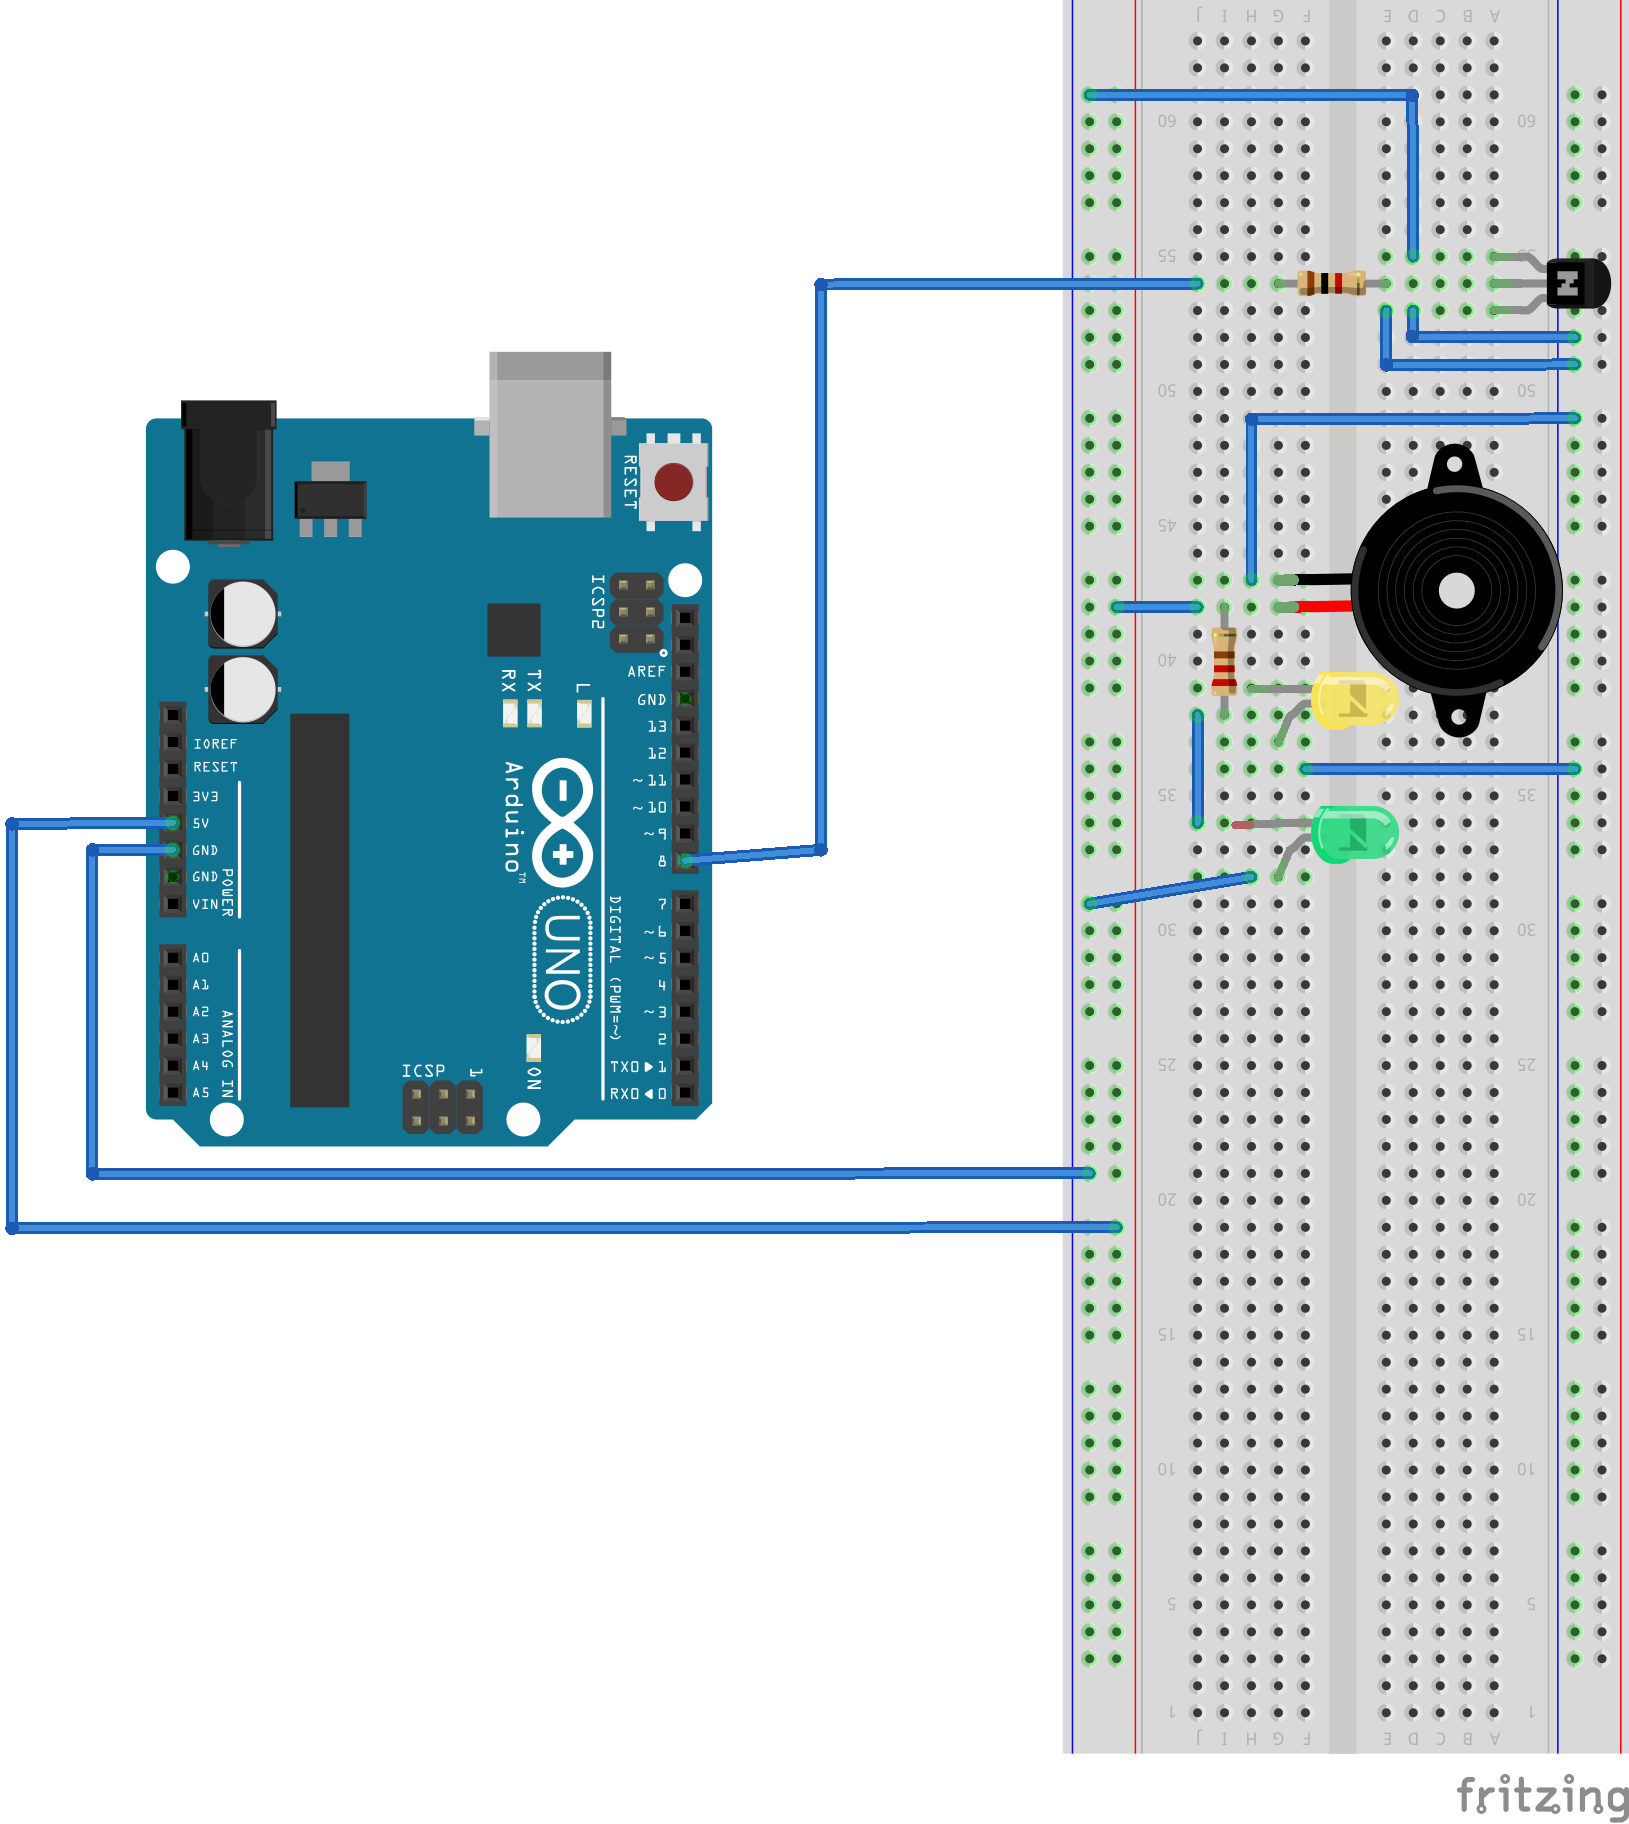 J I H G F E D C B A
60 60
55 55
50 50
45
40
35 35
30 30
25 25
20 20
15 15
10 10
5 5
1 1
J I H G F E D C B A
RESET
ICSP2
AREF
GND
13
12
~11
~10
~9
8
7
~6
~5
4
~3
2
TX0▶1
RX0◀0
RX TX L
IOREF
RESET
3V3
5V
GND
GND
VIN
POWER
A0
A1
A2
A3
A4
A5
ANALOG IN
Arduino™
UNO
DIGITAL (PWM=~)
ICSP 1
ON
N
fritzing